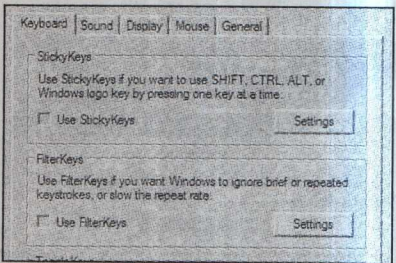 Keyboard Sound Display Mouse General
StickyKeys
Use StickyKeys if you want to use SHIFT, CTRL, ALT, or
Windows logo key by pressing one key at a time.
Use StickyKeys
Settings
FilterKeys
Use FilterKeys if you want Windows to ignore brief or repeated
keystrokes, or slow the repeat rate.
Use FilterKeys
Settings
ToggleKeys